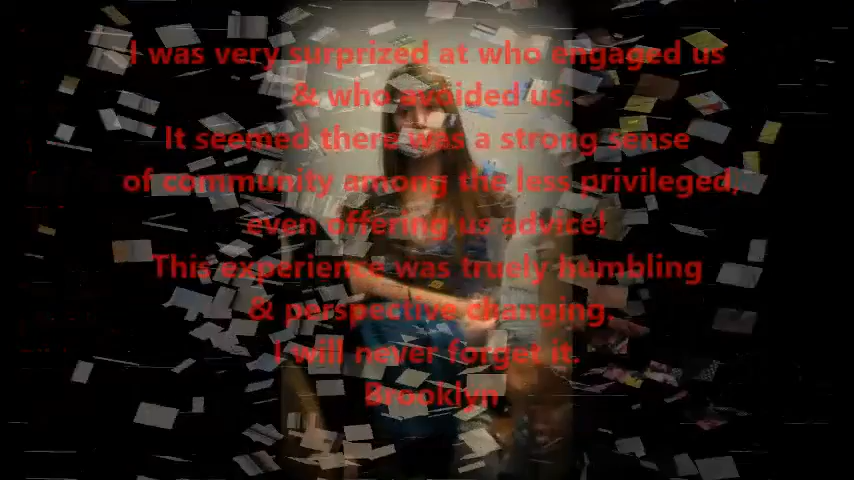 I was very surprized at who engaged us
& who avoided us.
It seemed there was a strong sense
of community among the less privileged,
even offering us advice!
This experience was truely humbling
& perspective changing,
I will never forget it.
Brooklyn